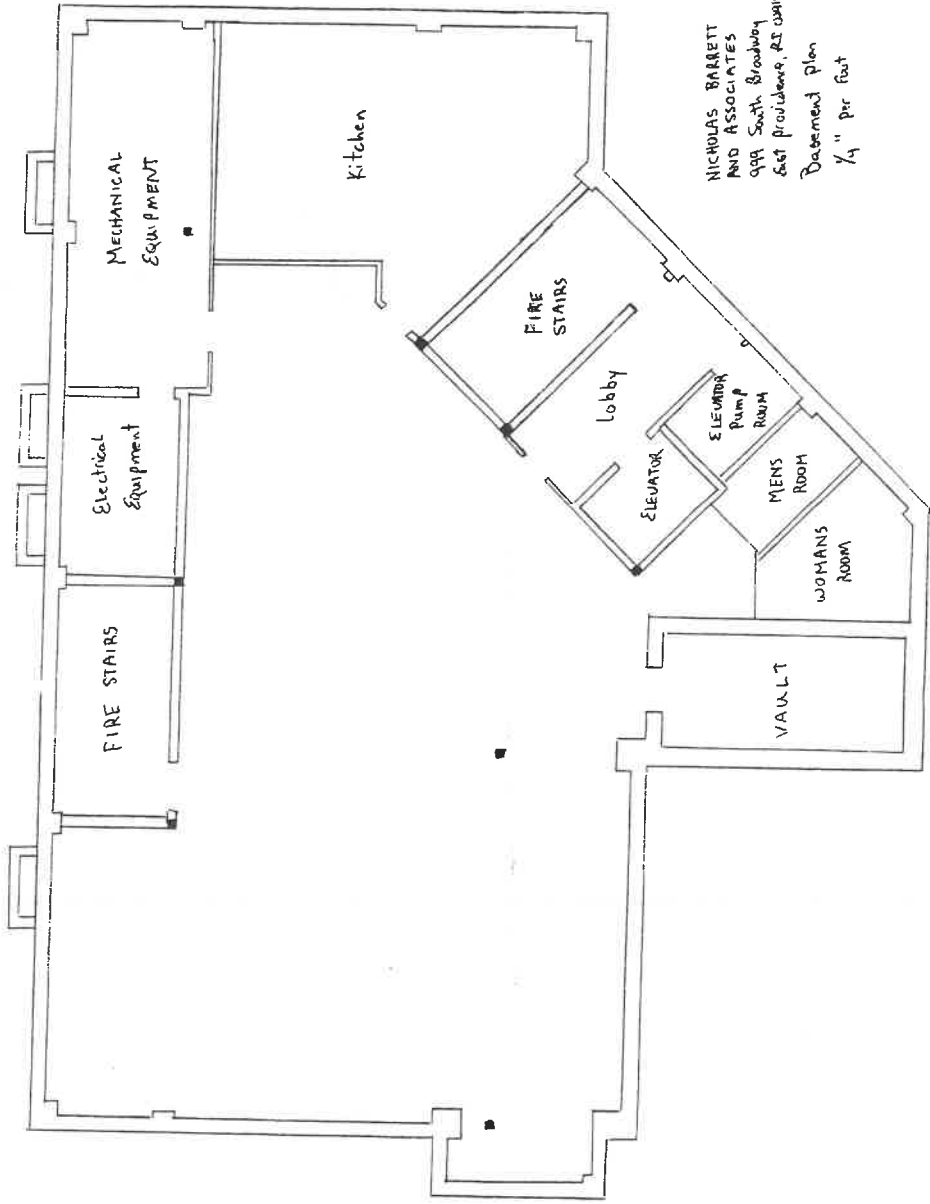 MECHANICAL
EQUIPMENT
Kitchen
Electrical
Equipment
FIRE STAIRS
FIRE
STAIRS
Lobby
ELEVATOR
PUMP
ROOM
ELEVATOR
MENS
ROOM
WOMANS
ROOM
VAULT
NICHOLAS BARRETT
AND ASSOCIATES
999 South Broadway
East providence, RI
Basement plan
1/4" per foot